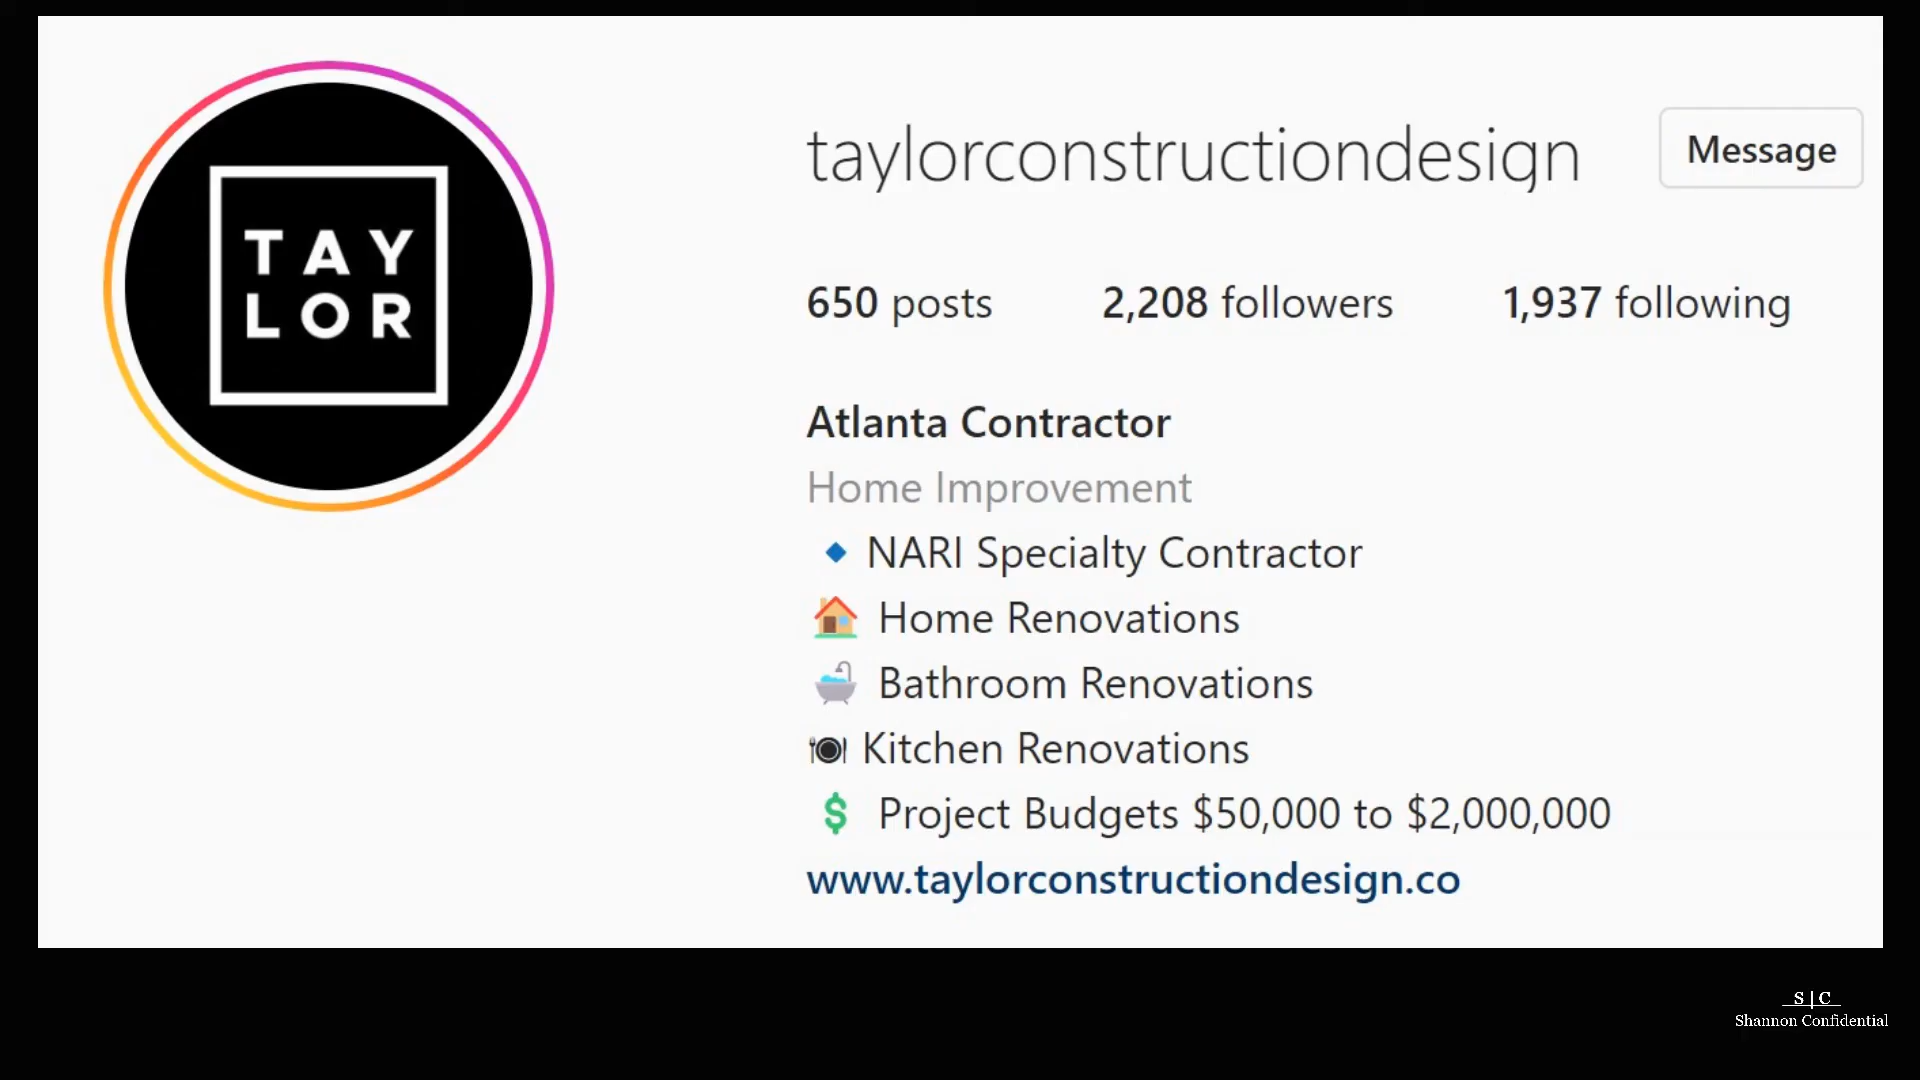 TAY
LOR
taylorconstructiondesign
Message
650 posts 2,208 followers 1,937 following
Atlanta Contractor
Home Improvement
🔹 NARI Specialty Contractor
🏠 Home Renovations
🛁 Bathroom Renovations
🍽 Kitchen Renovations
💲 Project Budgets $50,000 to $2,000,000
www.taylorconstructiondesign.co
S | C
Shannon Confidential